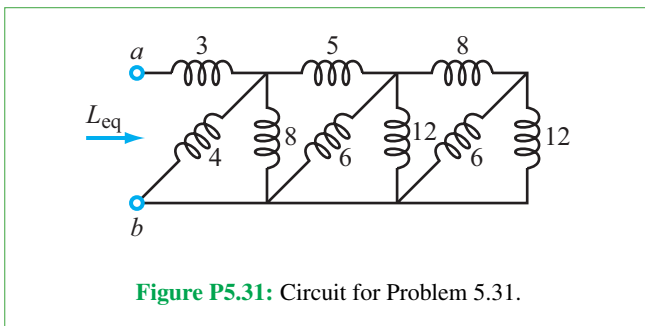 3 5 8
a
L_eq
8 12 12
4 6 6
b
Figure P5.31: Circuit for Problem 5.31.